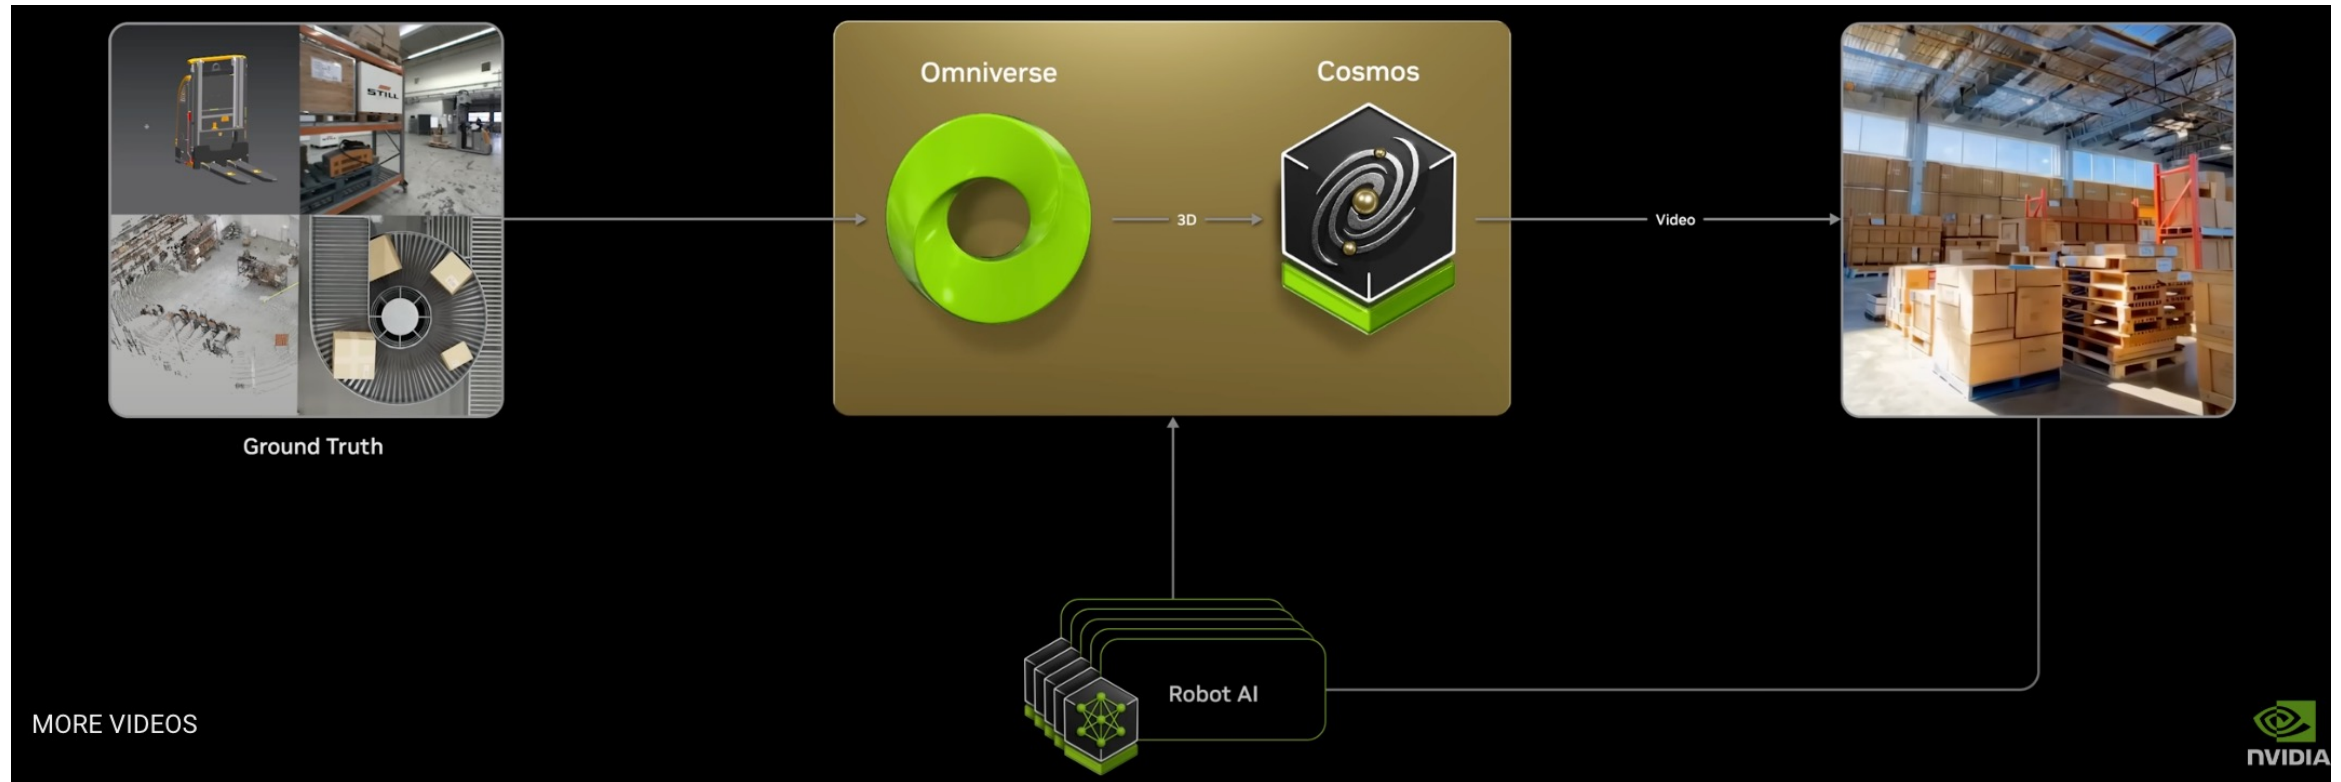 Omniverse
Cosmos
STILL
3D
Video
Ground Truth
Robot AI
MORE VIDEOS
NVIDIA